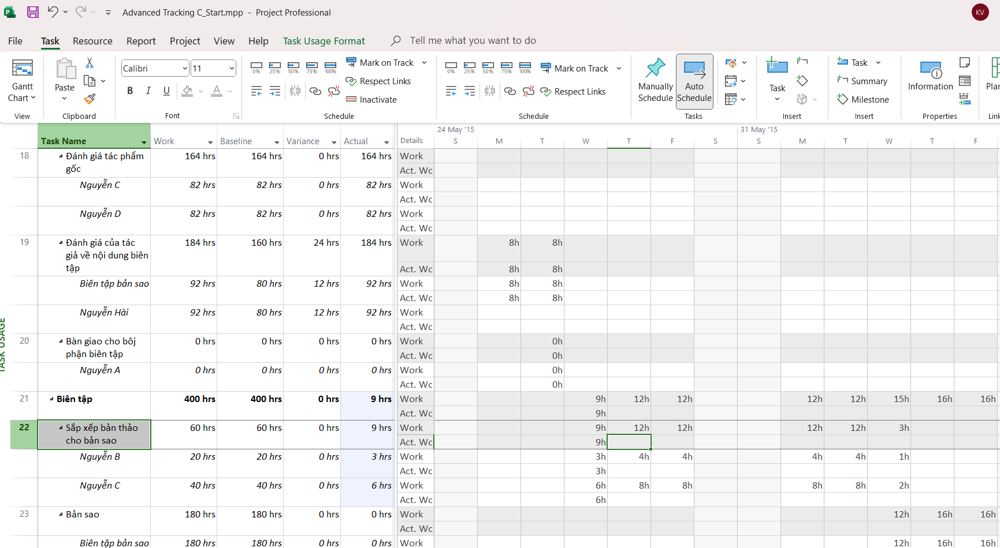 Advanced Tracking C_Start.mpp - Project Professional
KV
File Task Resource Report Project View Help Task Usage Format Tell me what you want to do
Gantt Chart
View
Paste
Clipboard
Calibri 11
B I U A
Font
0% 25% 50% 75% 100%
Mark on Track
Respect Links
Inactivate
Schedule
0% 25% 50% 75% 100%
Mark on Track
Respect Links
Schedule
Manually Schedule
Auto Schedule
Tasks
Task
Insert
Task
Summary
Milestone
Insert
Information
Properties
Plan
Link
TASK USAGE
24 May '15 31 May '15
Task Name Work Baseline Variance Actual Details S M T W T F S S M T W T F
18 Đánh giá tác phẩm 164 hrs 164 hrs 0 hrs 164 hrs Work
gốc Act. Wc
Nguyễn C 82 hrs 82 hrs 0 hrs 82 hrs Work
Act. Wc
Nguyễn D 82 hrs 82 hrs 0 hrs 82 hrs Work
Act. Wc
19 Đánh giá của tác 184 hrs 160 hrs 24 hrs 184 hrs Work 8h 8h
giả về nội dung biên
tập Act. Wc 8h 8h
Biên tập bản sao 92 hrs 80 hrs 12 hrs 92 hrs Work 8h 8h
Act. Wc 8h 8h
Nguyễn Hài 92 hrs 80 hrs 12 hrs 92 hrs Work
Act. Wc
20 Bàn giao cho bôj 0 hrs 0 hrs 0 hrs 0 hrs Work 0h
phận biên tập Act. Wc 0h
Nguyễn A 0 hrs 0 hrs 0 hrs 0 hrs Work 0h
Act. Wc 0h
21 Biên tập 400 hrs 400 hrs 0 hrs 9 hrs Work 9h 12h 12h 12h 12h 15h 16h 16h
Act. Wc 9h
22 Sắp xếp bản thảo 60 hrs 60 hrs 0 hrs 9 hrs Work 9h 12h 12h 12h 12h 3h
cho bản sao Act. Wc 9h
Nguyễn B 20 hrs 20 hrs 0 hrs 3 hrs Work 3h 4h 4h 4h 4h 1h
Act. Wc 3h
Nguyễn C 40 hrs 40 hrs 0 hrs 6 hrs Work 6h 8h 8h 8h 8h 2h
Act. Wc 6h
23 Bản sao 180 hrs 180 hrs 0 hrs 0 hrs Work 12h 16h 16h
Act. Wc
Biên tập bản sao 180 hrs 180 hrs 0 hrs 0 hrs Work 12h 16h 16h